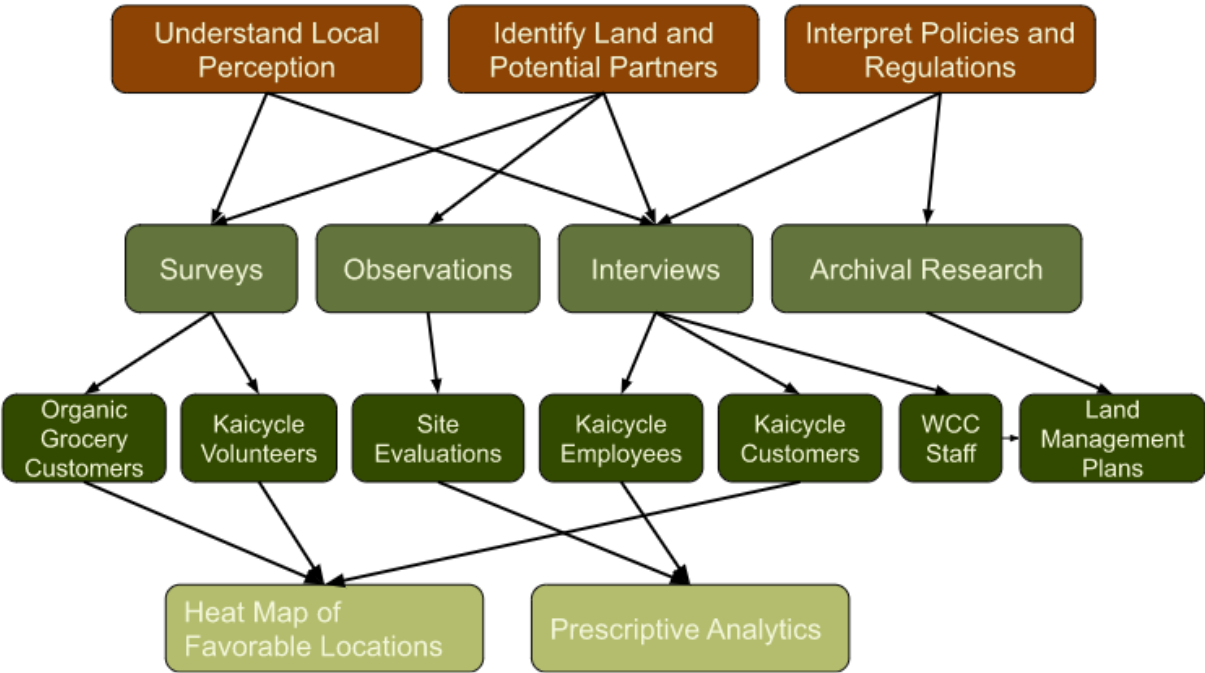 Understand Local
Perception
Identify Land and
Potential Partners
Interpret Policies and
Regulations
Surveys
Observations
Interviews
Archival Research
Organic
Grocery
Customers
Kaicycle
Volunteers
Site
Evaluations
Kaicycle
Employees
Kaicycle
Customers
WCC
Staff
Land
Management
Plans
Heat Map of
Favorable Locations
Prescriptive Analytics